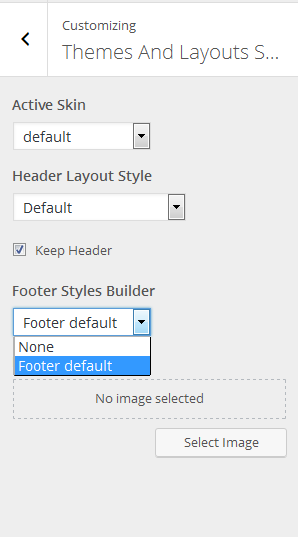 Customizing
Themes And Layouts S...
Active Skin
default
Header Layout Style
Default
Keep Header
Footer Styles Builder
Footer default
None
Footer default
No image selected
Select Image